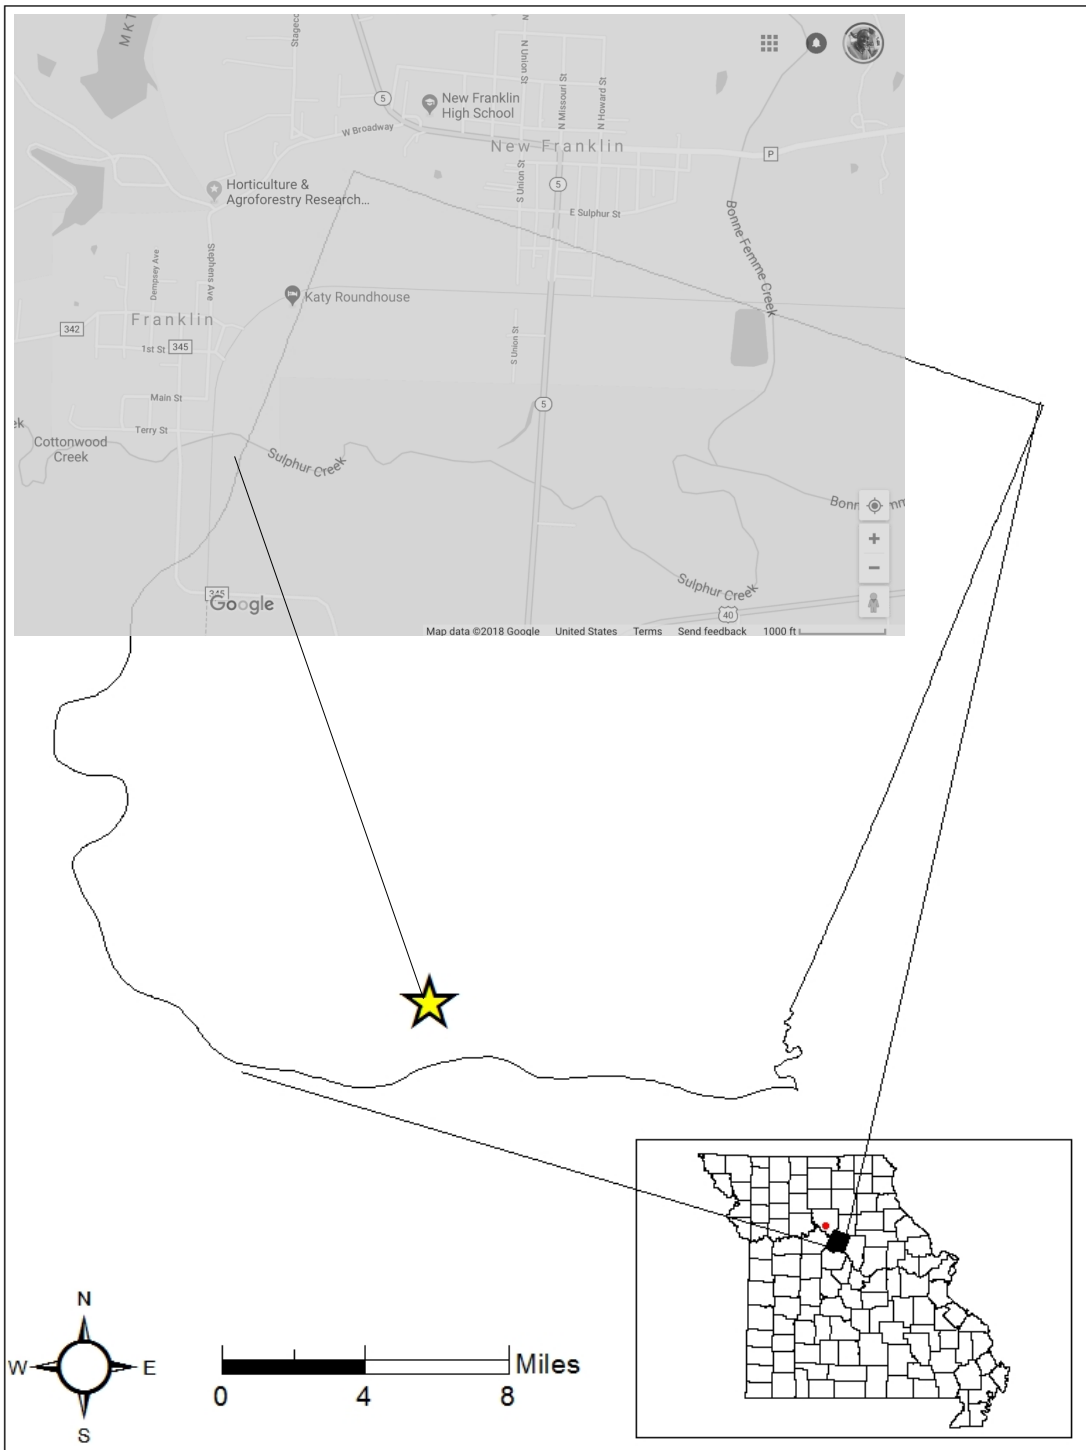 MKT
Stagec
5
New Franklin
High School
W Broadway
N Union St
N Missouri St
N Howard St
New Franklin
P
Horticulture &
Agroforestry Research...
S Union St
5
E Sulphur St
Bonne Femme Creek
Dempsey Ave
Stephens Ave
Katy Roundhouse
Franklin
342
1st St
345
S Union St
Main St
5
Terry St
ek
Cottonwood
Creek
Sulphur Creek
Bonn
mm
Sulphur Creek
345
Google
40
Map data ©2018 Google United States Terms Send feedback 1000 ft
N
W
E
S
0 4 8 Miles